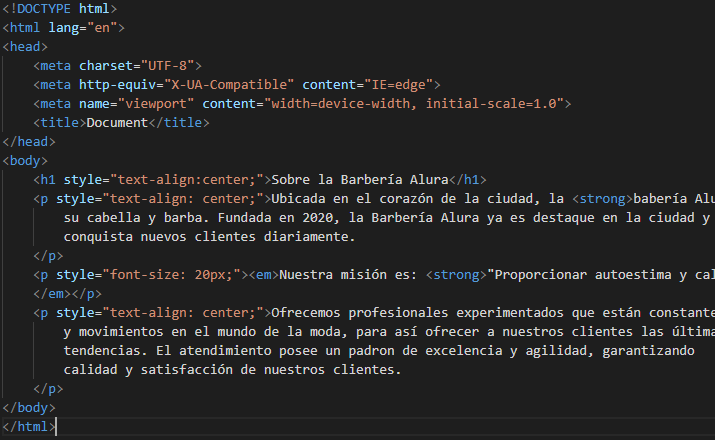 <!DOCTYPE html>
<html lang="en">
<head>
    <meta charset="UTF-8">
    <meta http-equiv="X-UA-Compatible" content="IE=edge">
    <meta name="viewport" content="width=device-width, initial-scale=1.0">
    <title>Document</title>
</head>
<body>
    <h1 style="text-align:center;">Sobre la Barbería Alura</h1>
    <p style="text-align: center;">Ubicada en el corazón de la ciudad, la <strong>babería Alu
        su cabella y barba. Fundada en 2020, la Barbería Alura ya es destaque en la ciudad y
        conquista nuevos clientes diariamente.
    </p>
    <p style="font-size: 20px;"><em>Nuestra misión es: <strong>"Proporcionar autoestima y cal
    </em></p>
    <p style="text-align: center;">Ofrecemos profesionales experimentados que están constante
        y movimientos en el mundo de la moda, para así ofrecer a nuestros clientes las última
        tendencias. El atendimiento posee un padron de excelencia y agilidad, garantizando
        calidad y satisfacción de nuestros clientes.
    </p>
</body>
</html>